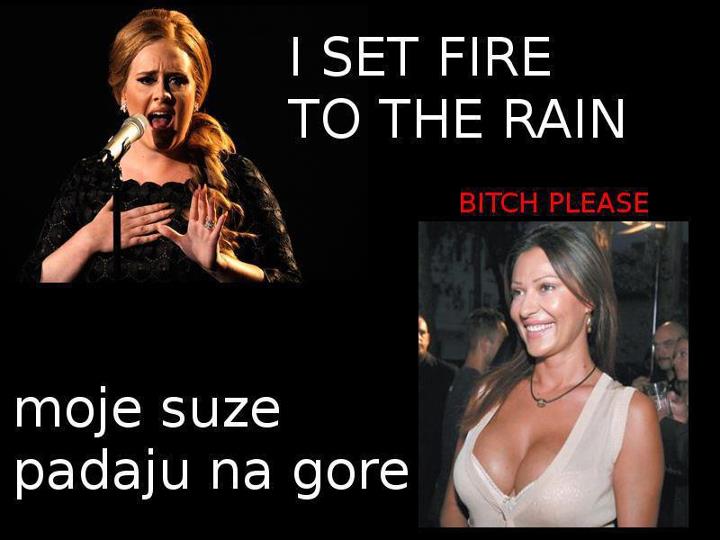 I SET FIRE
TO THE RAIN
BITCH PLEASE
moje suze
padaju na gore